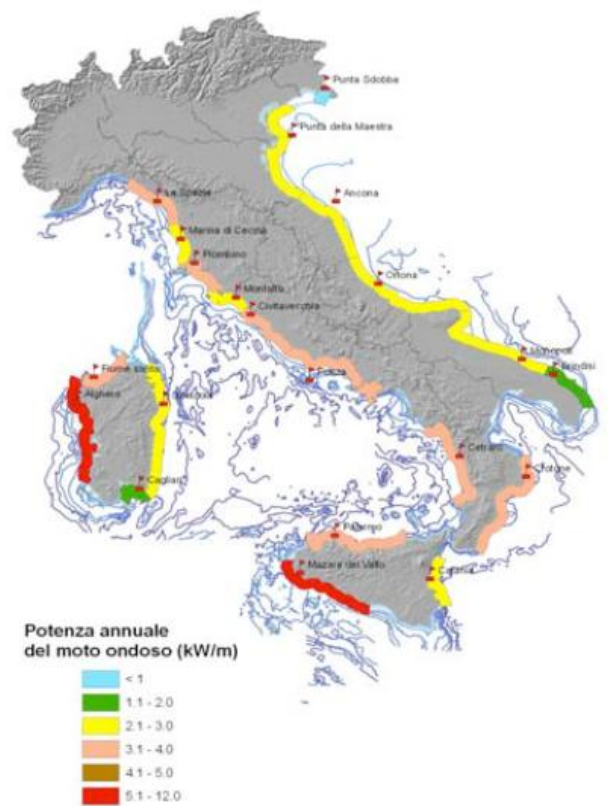 Punta Sdobba
Punta della Maestra
Ancona
La Spezia
Marina di Cecina
Piombino
Ortona
Montalto
Civitavecchia
Monopoli
Brindisi
Ponza
Alghero
Cetraro
Crotone
Cagliari
Palermo
Mazara del Vallo
Catania
Potenza annuale
del moto ondoso (kW/m)
< 1
1.1 - 2.0
2.1 - 3.0
3.1 - 4.0
4.1 - 5.0
5.1 - 12.0